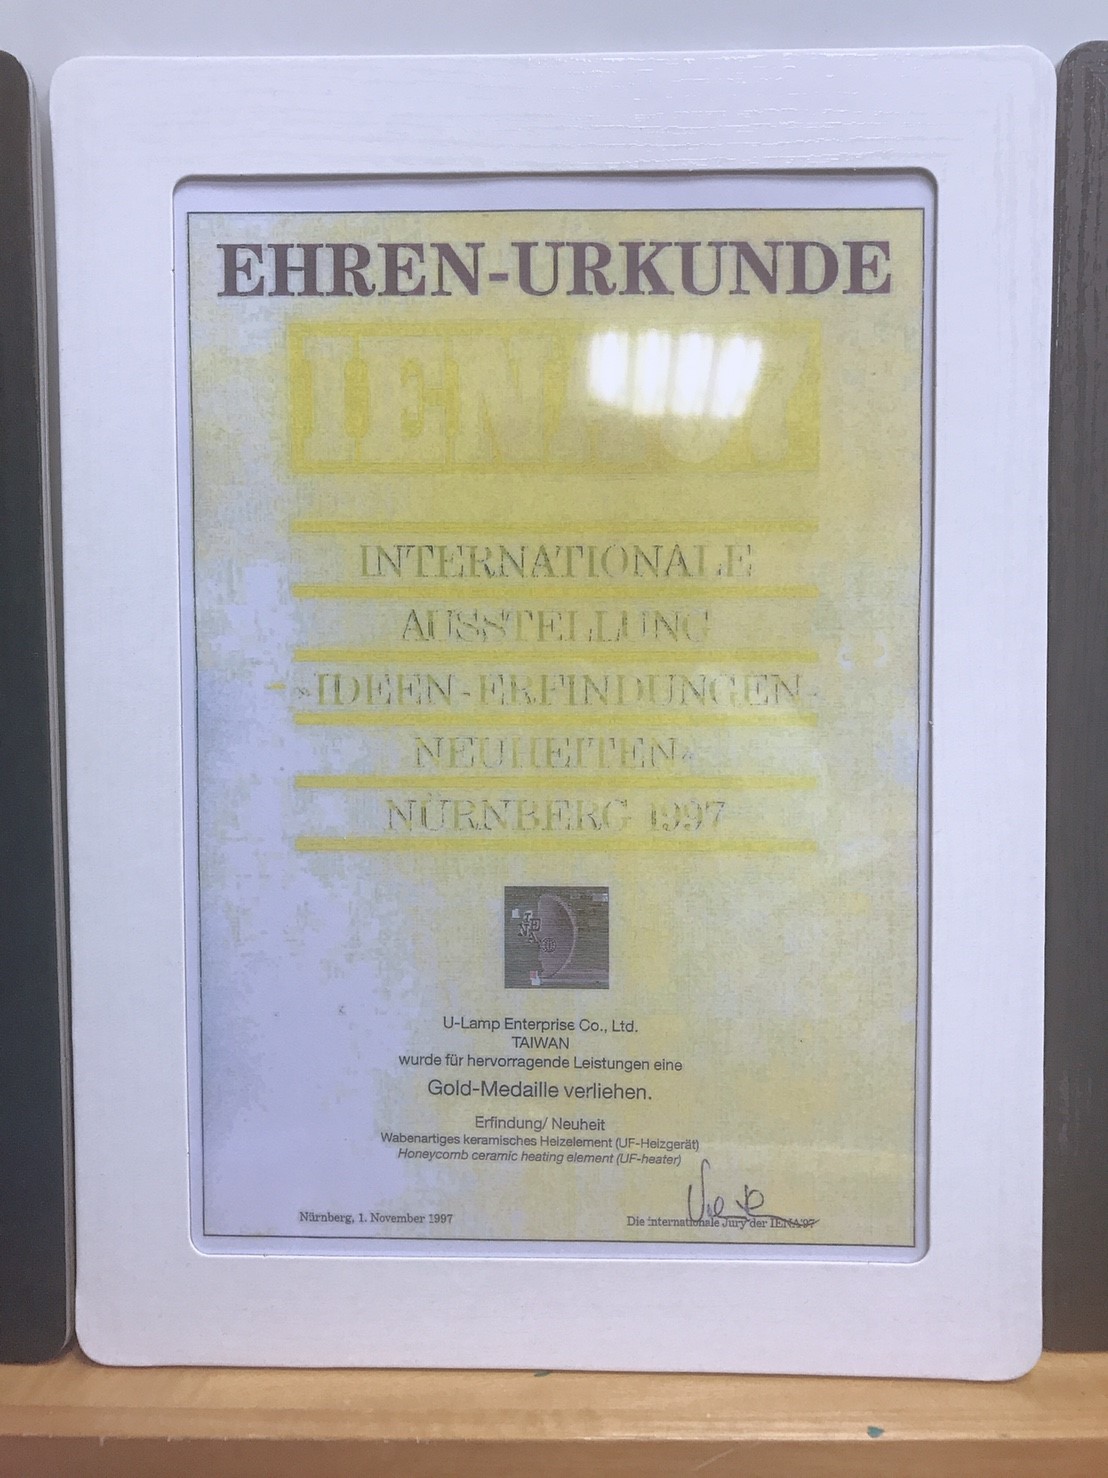 EHREN-URKUNDE
IENA97
INTERNATIONALE
AUSSTELLUNG
»IDEEN-ERFINDUNGEN-
NEUHEITEN«
NÜRNBERG 1997
IENA
U-Lamp Enterprise Co., Ltd.
TAIWAN
wurde für hervorragende Leistungen eine
Gold-Medaille verliehen.
Erfindung/ Neuheit
Wabenartiges keramisches Heizelement (UF-Heizgerät)
Honeycomb ceramic heating element (UF-heater)
Nürnberg, 1. November 1997
Die internationale Jury der IENA'97